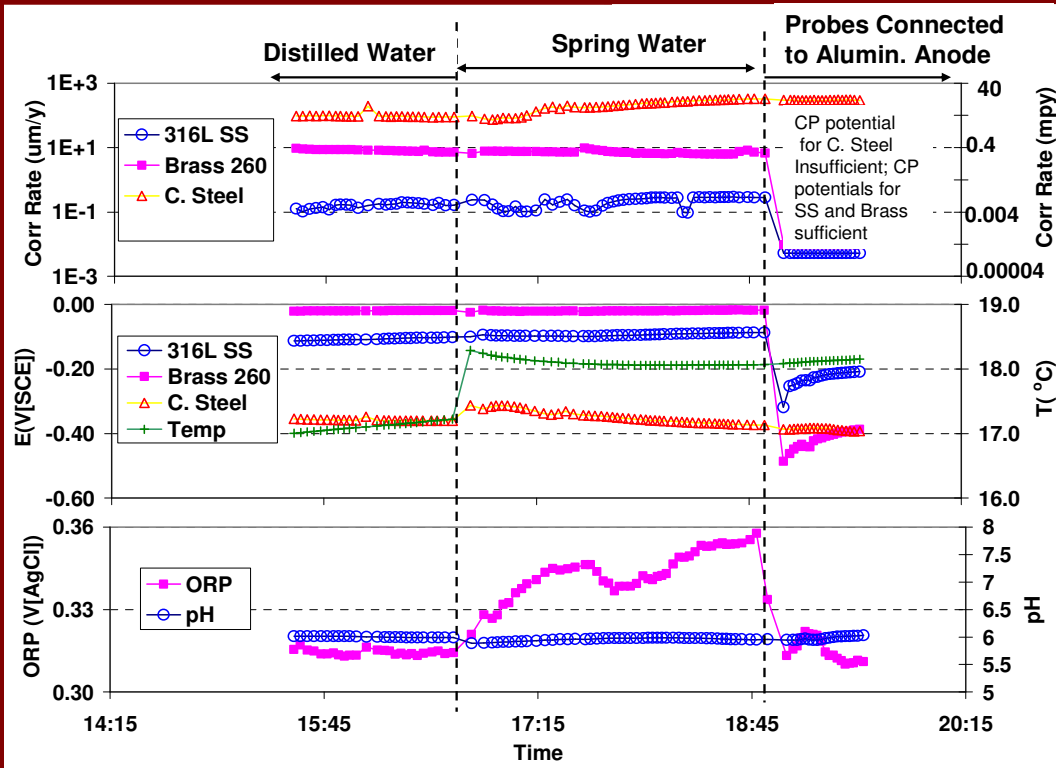 Distilled Water
Spring Water
Probes Connected
to Alumin. Anode
Corr Rate (um/y)
1E+3
1E+1
1E-1
1E-3
316L SS
Brass 260
C. Steel
CP potential
for C. Steel
Insufficient; CP
potentials for
SS and Brass
sufficient
40
0.4
0.004
0.00004
Corr Rate (mpy)
E(V[SCE])
0.00
-0.20
-0.40
-0.60
316L SS
Brass 260
C. Steel
Temp
19.0
18.0
17.0
16.0
T( °C)
ORP (V[AgCl])
0.36
0.33
0.30
ORP
pH
8
7.5
7
6.5
6
5.5
5
pH
14:15
15:45
17:15
18:45
20:15
Time